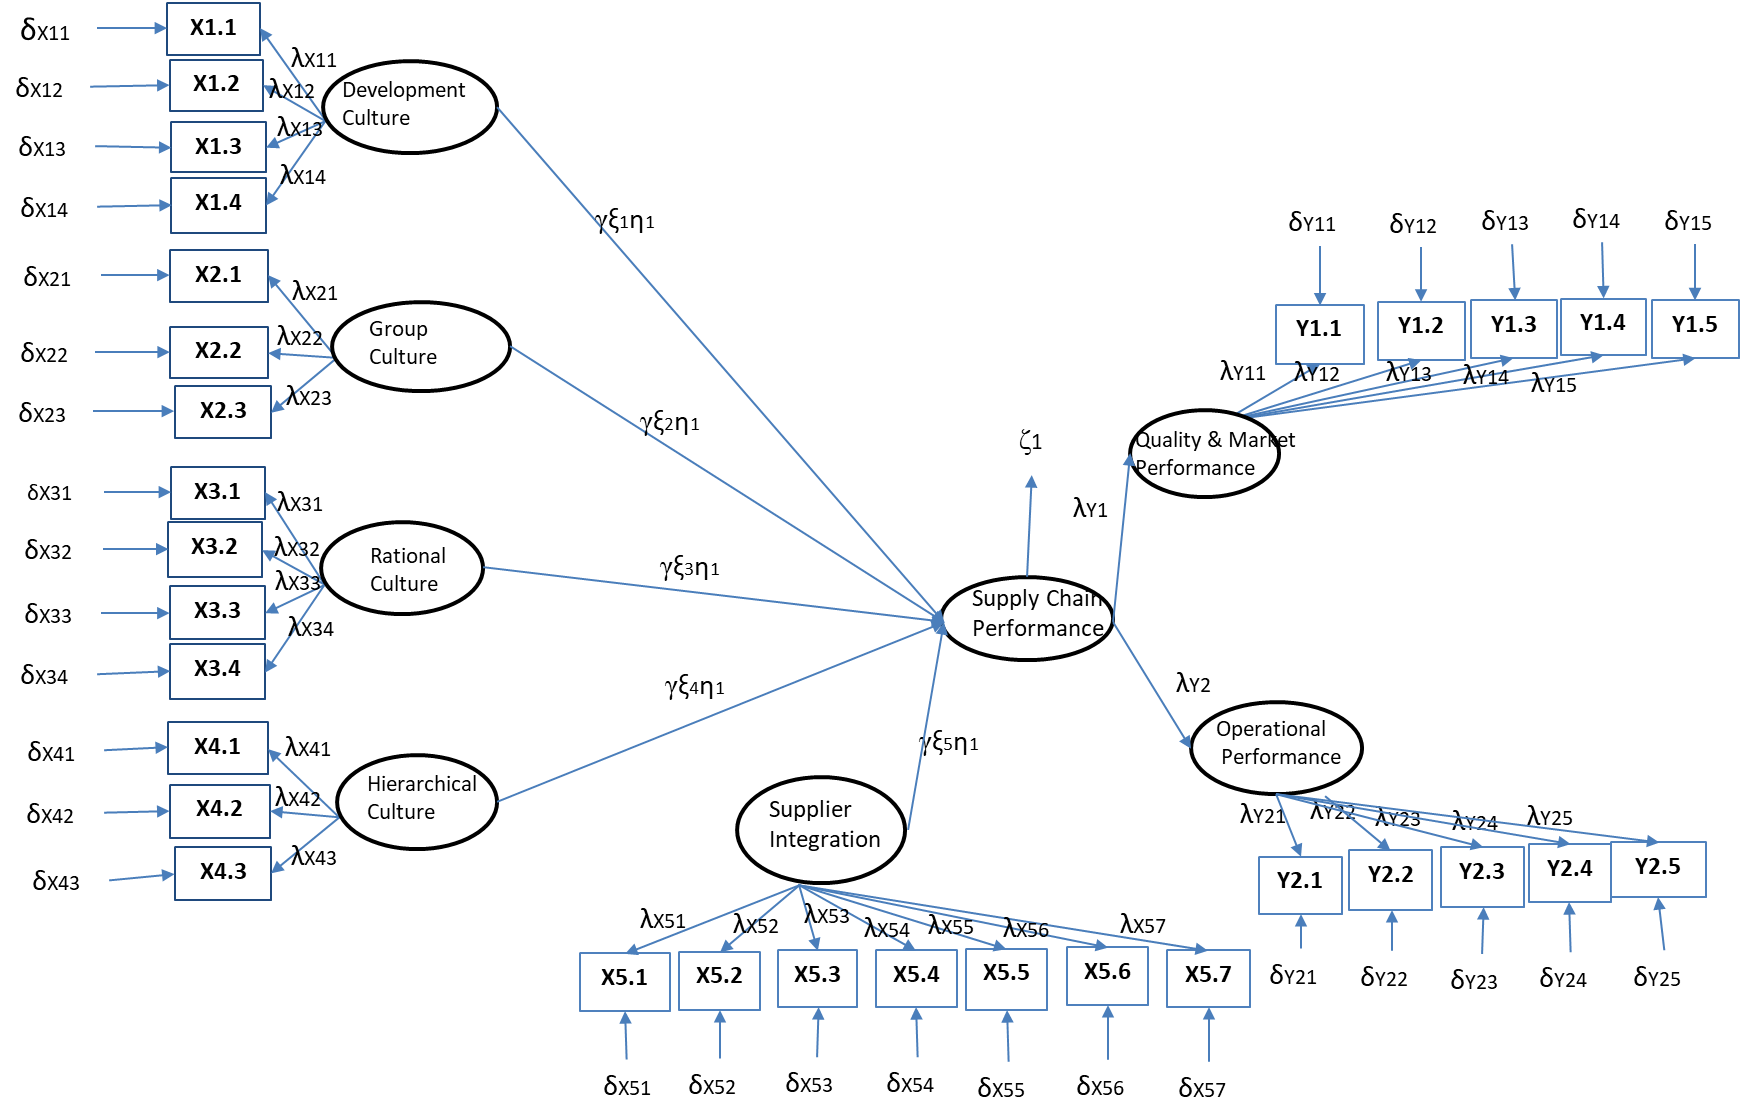 δX11
X1.1
λX11
δX12
X1.2
λX12
δX13
X1.3
λX13
δX14
X1.4
λX14
Development
Culture
γξ1η1
δX21
X2.1
λX21
δX22
X2.2
λX22
δX23
X2.3
λX23
Group
Culture
γξ2η1
δX31
X3.1
λX31
δX32
X3.2
λX32
δX33
X3.3
λX33
δX34
X3.4
λX34
Rational
Culture
γξ3η1
δX41
X4.1
λX41
δX42
X4.2
λX42
δX43
X4.3
λX43
Hierarchical
Culture
γξ4η1
Supplier
Integration
γξ5η1
λX51
λX52
λX53
λX54
λX55
λX56
λX57
X5.1
X5.2
X5.3
X5.4
X5.5
X5.6
X5.7
δX51
δX52
δX53
δX54
δX55
δX56
δX57
ζ1
Supply Chain
Performance
λY1
λY2
δY11
δY12
δY13
δY14
δY15
Y1.1
Y1.2
Y1.3
Y1.4
Y1.5
λY11
λY12
λY13
λY14
λY15
Quality & Market
Performance
Operational
Performance
λY21
λY22
λY23
λY24
λY25
Y2.1
Y2.2
Y2.3
Y2.4
Y2.5
δY21
δY22
δY23
δY24
δY25